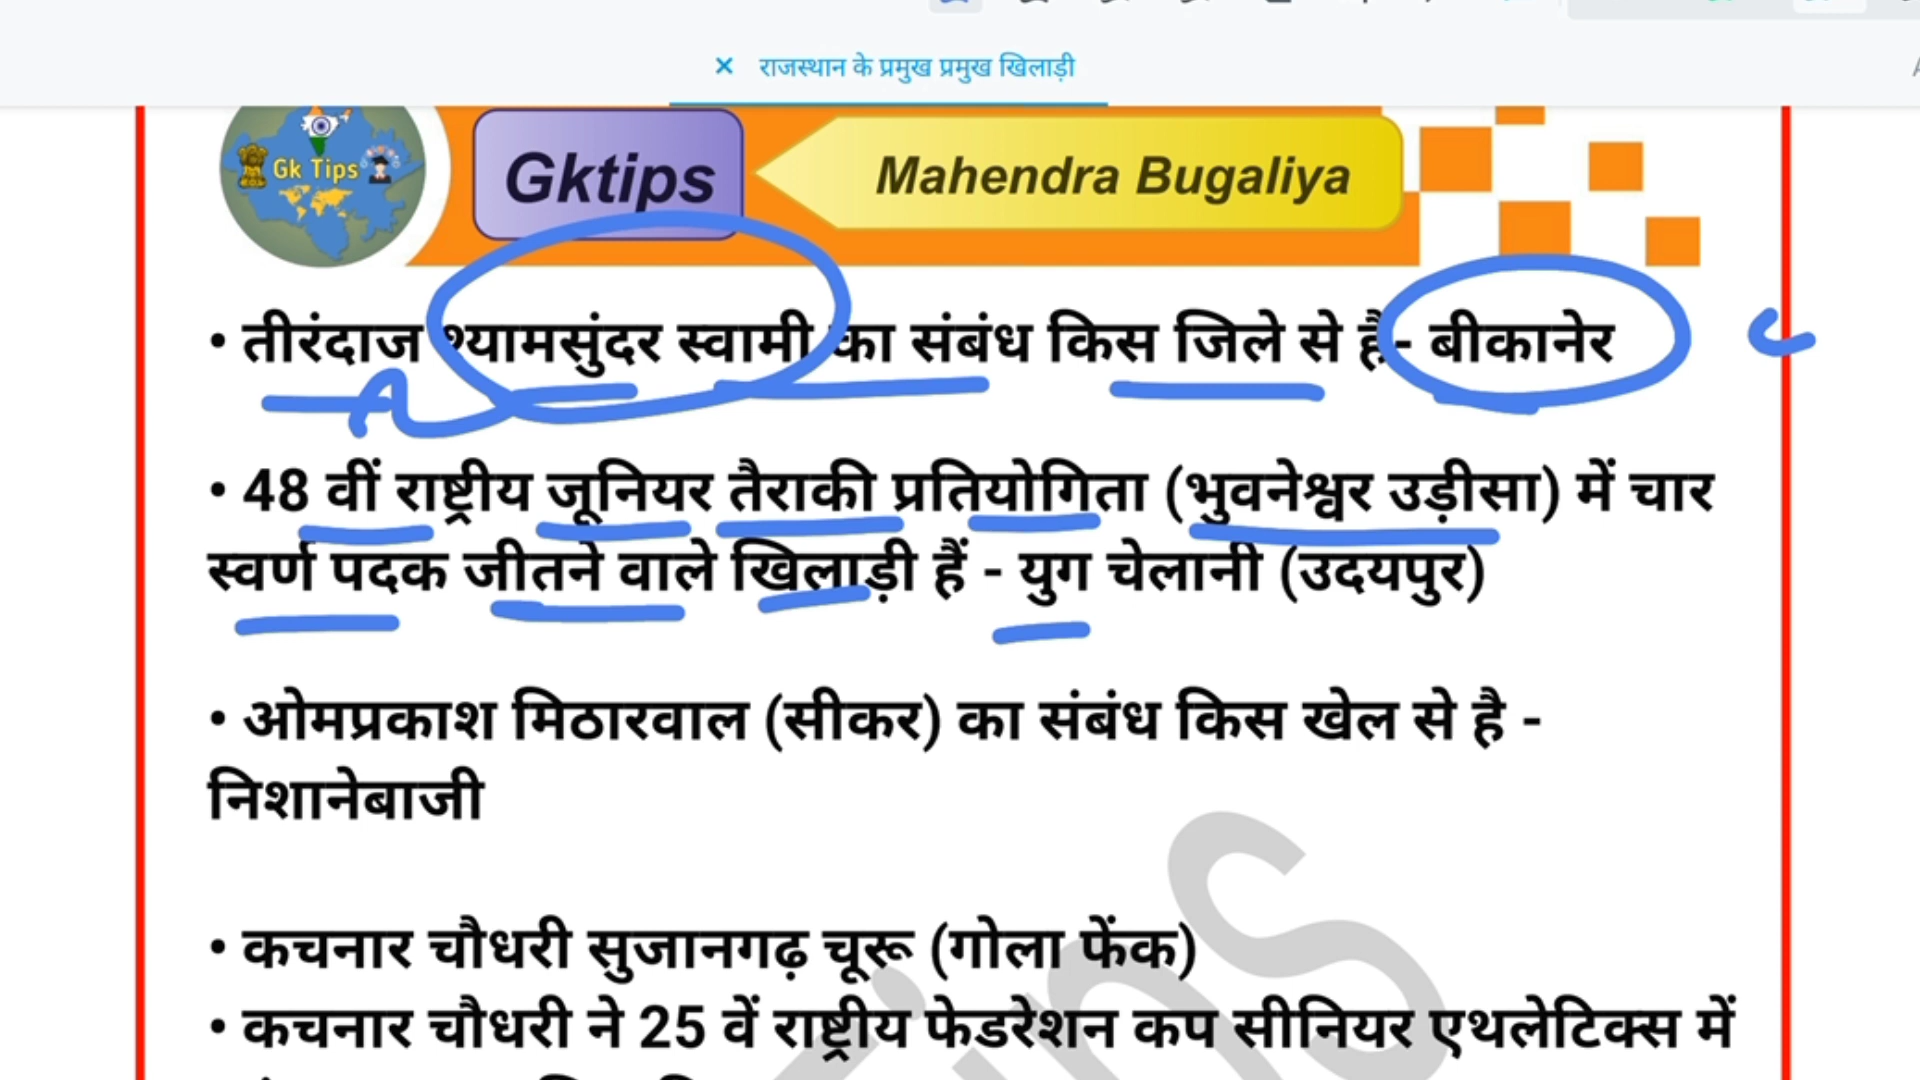 राजस्थान के प्रमुख प्रमुख खिलाड़ी
Gk Tips
Gktips
Mahendra Bugaliya
• तीरंदाज श्यामसुंदर स्वामी का संबंध किस जिले से है- बीकानेर
• 48 वीं राष्ट्रीय जूनियर तैराकी प्रतियोगिता (भुवनेश्वर उड़ीसा) में चार
स्वर्ण पदक जीतने वाले खिलाड़ी हैं - युग चेलानी (उदयपुर)
• ओमप्रकाश मिठारवाल (सीकर) का संबंध किस खेल से है -
निशानेबाजी
• कचनार चौधरी सुजानगढ़ चूरू (गोला फेंक)
• कचनार चौधरी ने 25 वें राष्ट्रीय फेडरेशन कप सीनियर एथलेटिक्स में